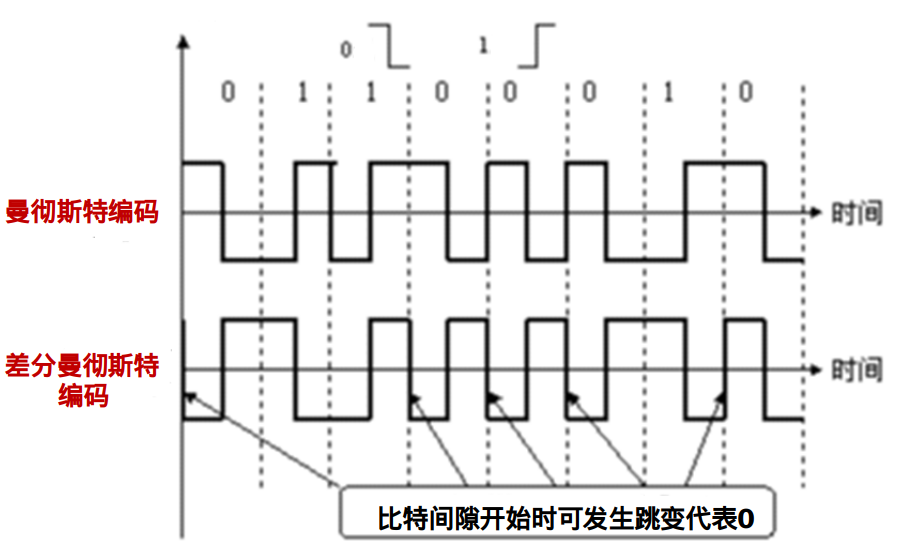 0 1
0 1 1 0 0 0 1 0
曼彻斯特编码
时间
差分曼彻斯特
编码
时间
比特间隙开始时可发生跳变代表0